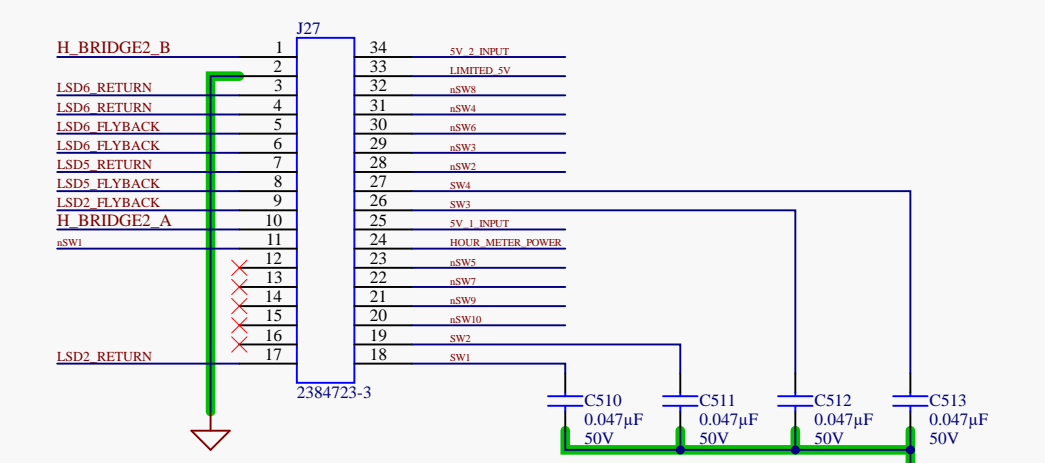 J27
H_BRIDGE2_B 1 34 5V_2_INPUT
2 33 LIMITED_5V
LSD6_RETURN 3 32 nSW8
LSD6_RETURN 4 31 nSW4
LSD6_FLYBACK 5 30 nSW6
LSD6_FLYBACK 6 29 nSW3
LSD5_RETURN 7 28 nSW2
LSD5_FLYBACK 8 27 SW4
LSD2_FLYBACK 9 26 SW3
H_BRIDGE2_A 10 25 5V_1_INPUT
nSW1 11 24 HOUR_METER_POWER
12 23 nSW5
13 22 nSW7
14 21 nSW9
15 20 nSW10
16 19 SW2
LSD2_RETURN 17 18 SW1
2384723-3
C510 C511 C512 C513
0.047µF 0.047µF 0.047µF 0.047µF
50V 50V 50V 50V